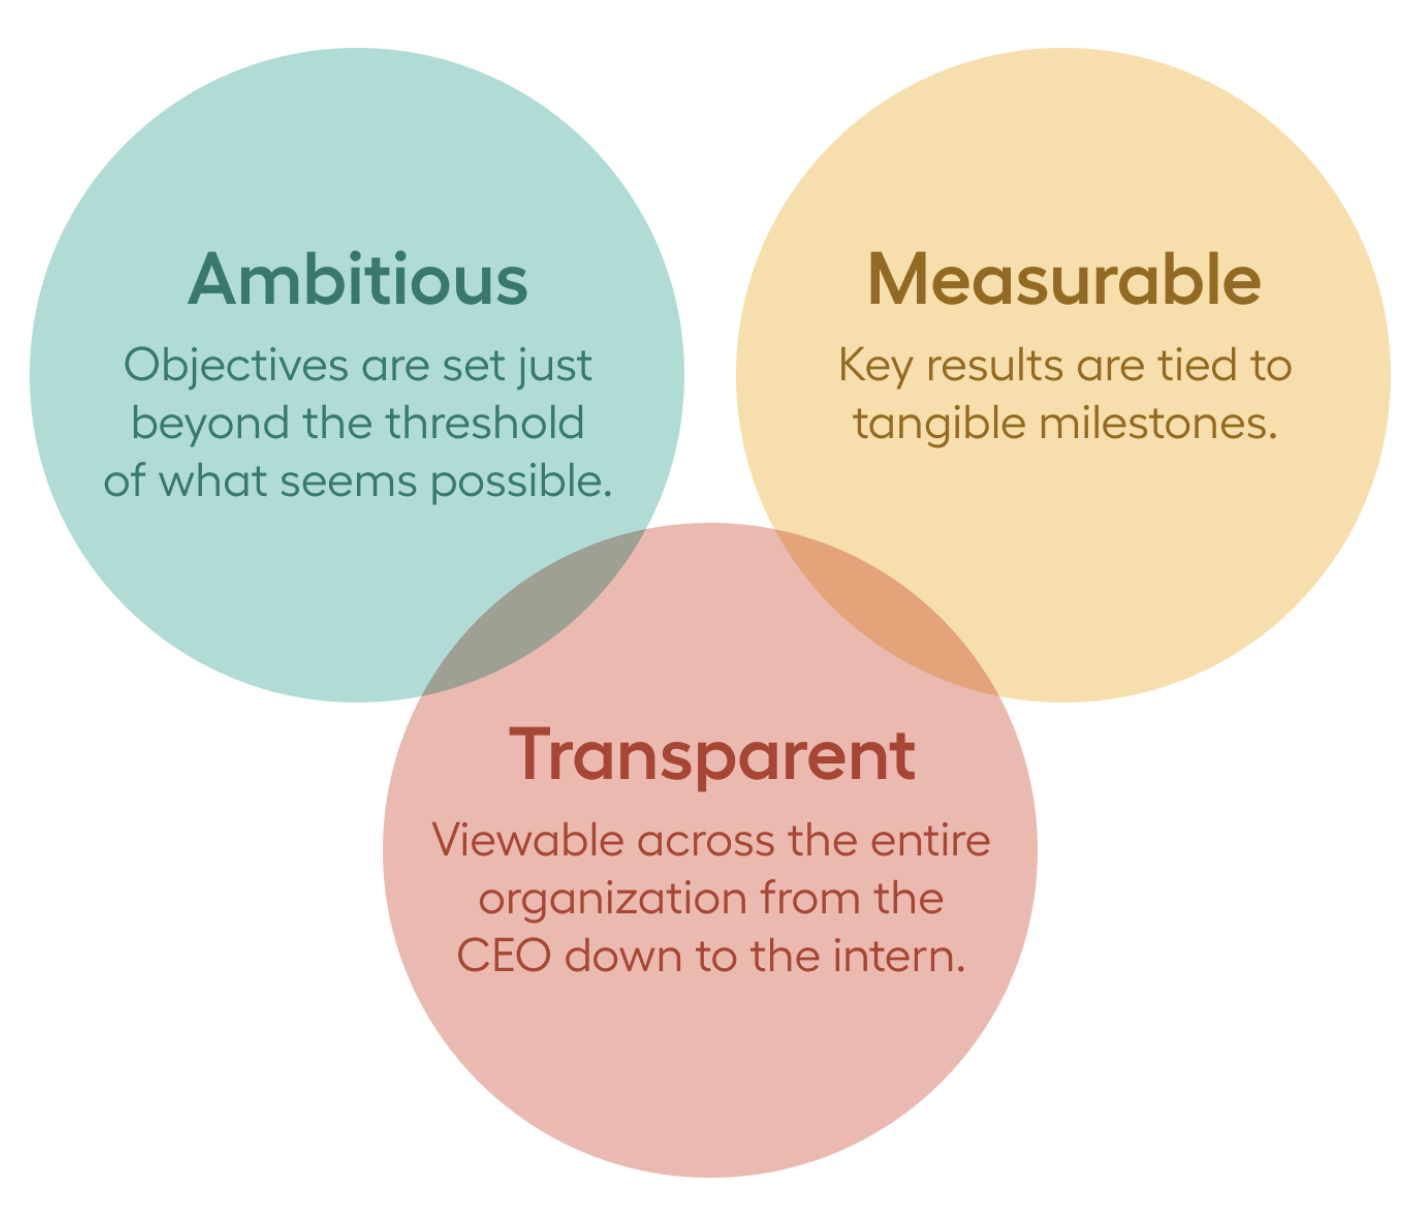 Ambitious
Objectives are set just
beyond the threshold
of what seems possible.
Measurable
Key results are tied to
tangible milestones.
Transparent
Viewable across the entire
organization from the
CEO down to the intern.